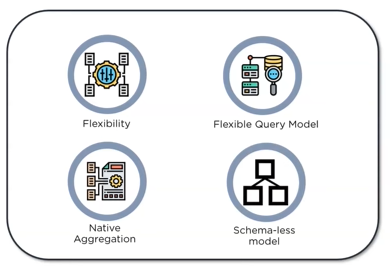 Flexibility
Flexible Query Model
Native
Aggregation
Schema-less
model